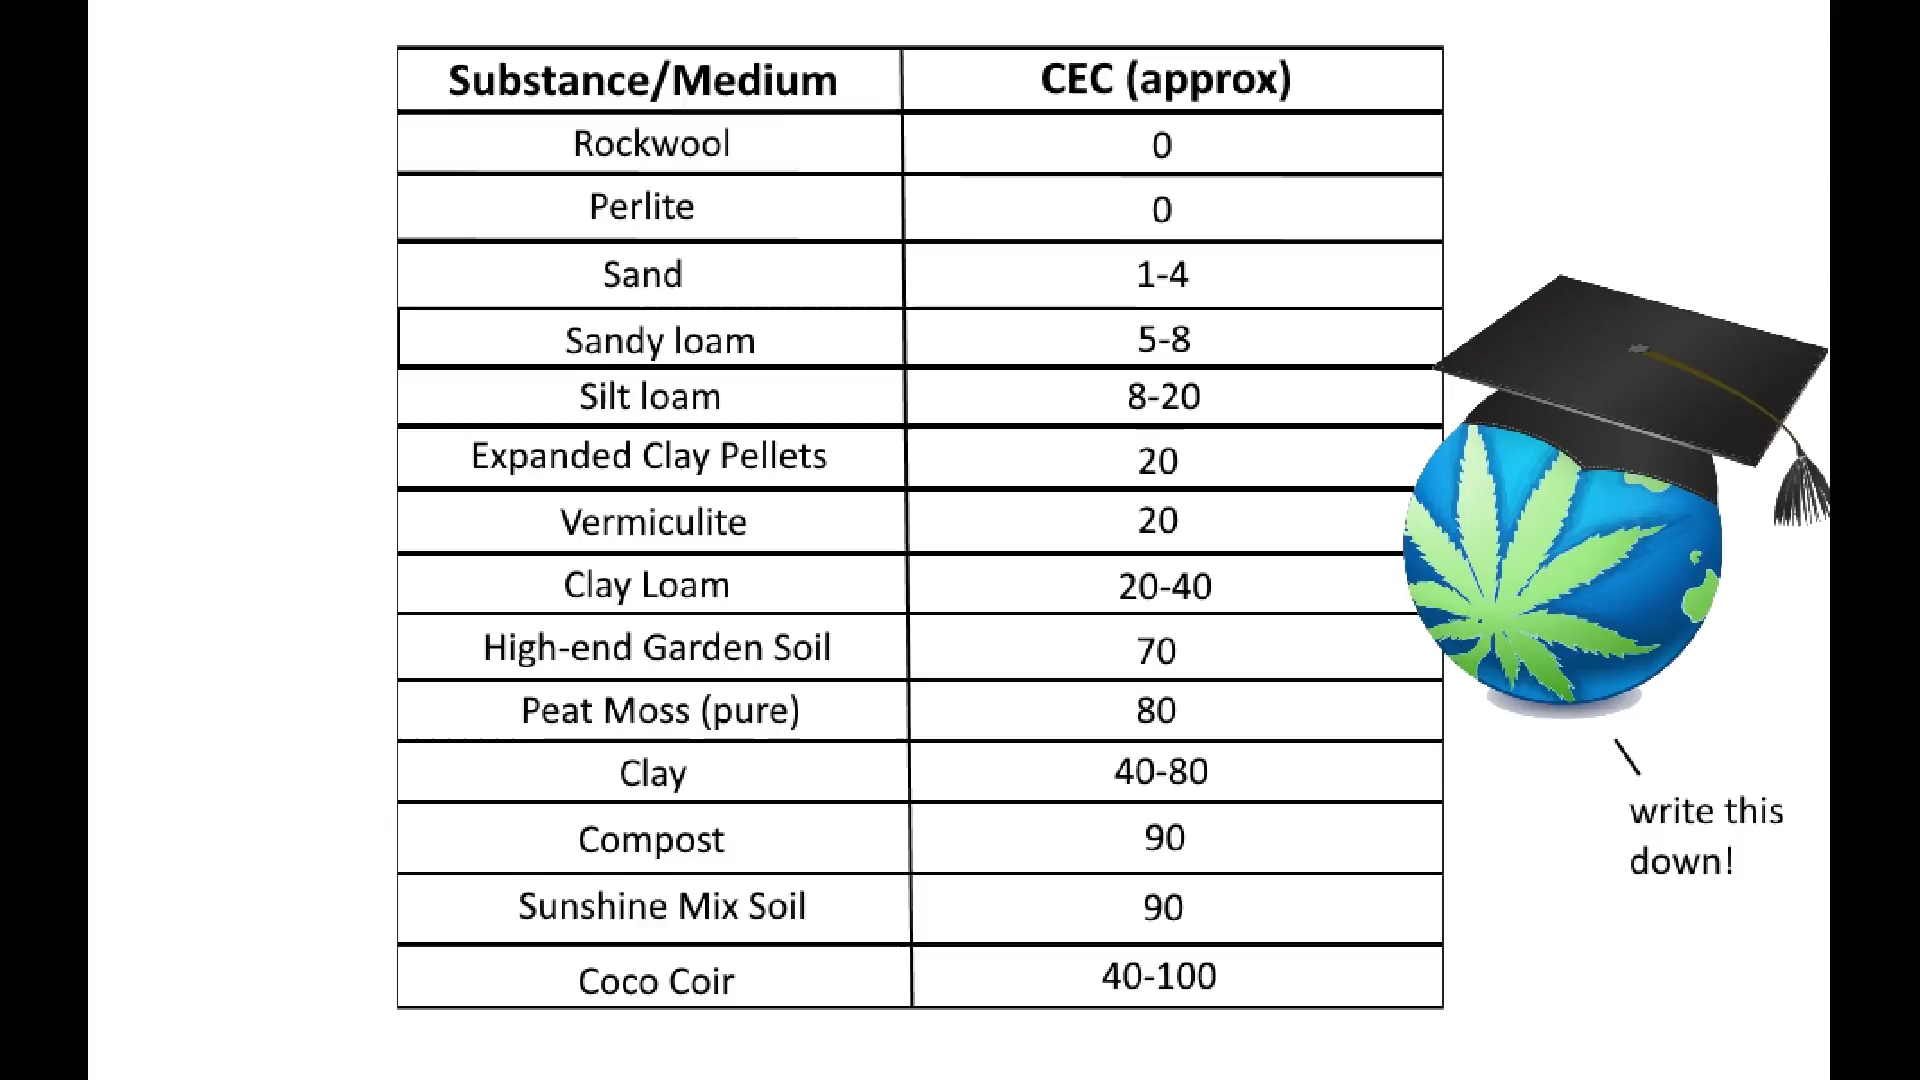 Substance/Medium CEC (approx)
Rockwool 0
Perlite 0
Sand 1-4
Sandy loam 5-8
Silt loam 8-20
Expanded Clay Pellets 20
Vermiculite 20
Clay Loam 20-40
High-end Garden Soil 70
Peat Moss (pure) 80
Clay 40-80
Compost 90
Sunshine Mix Soil 90
Coco Coir 40-100
write this
down!